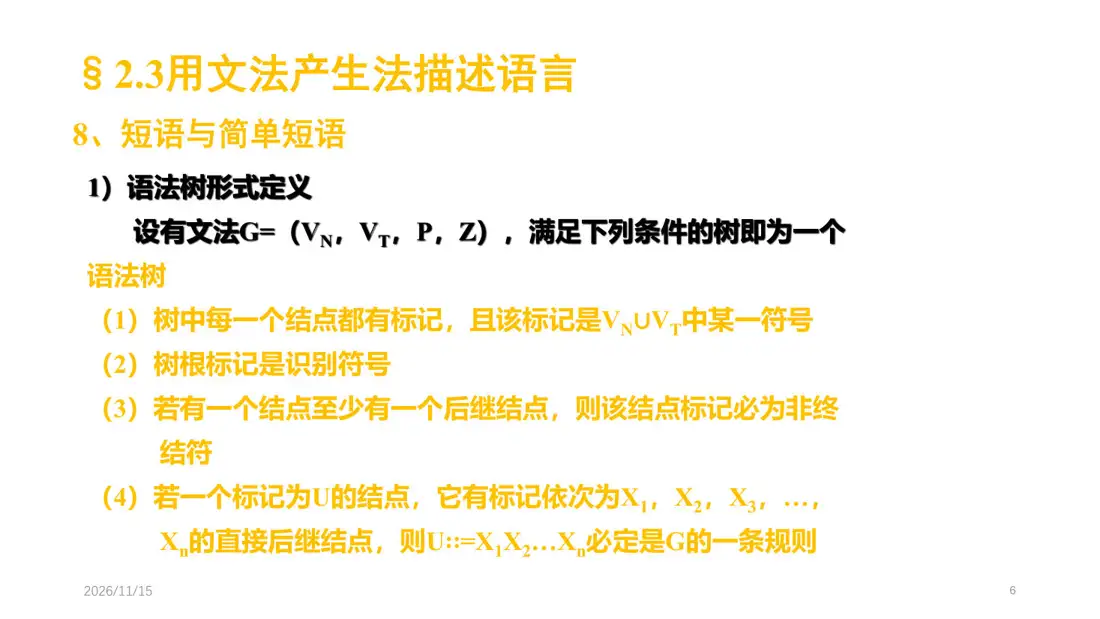 §2.3用文法产生法描述语言
8、短语与简单短语
1）语法树形式定义
设有文法G=（VN，VT，P，Z），满足下列条件的树即为一个
语法树
（1）树中每一个结点都有标记，且该标记是VN∪VT中某一符号
（2）树根标记是识别符号
（3）若有一个结点至少有一个后继结点，则该结点标记必为非终
结符
（4）若一个标记为U的结点，它有标记依次为X1，X2，X3，…，
Xn的直接后继结点，则U∷=X1X2…Xn必定是G的一条规则
2026/11/15
6